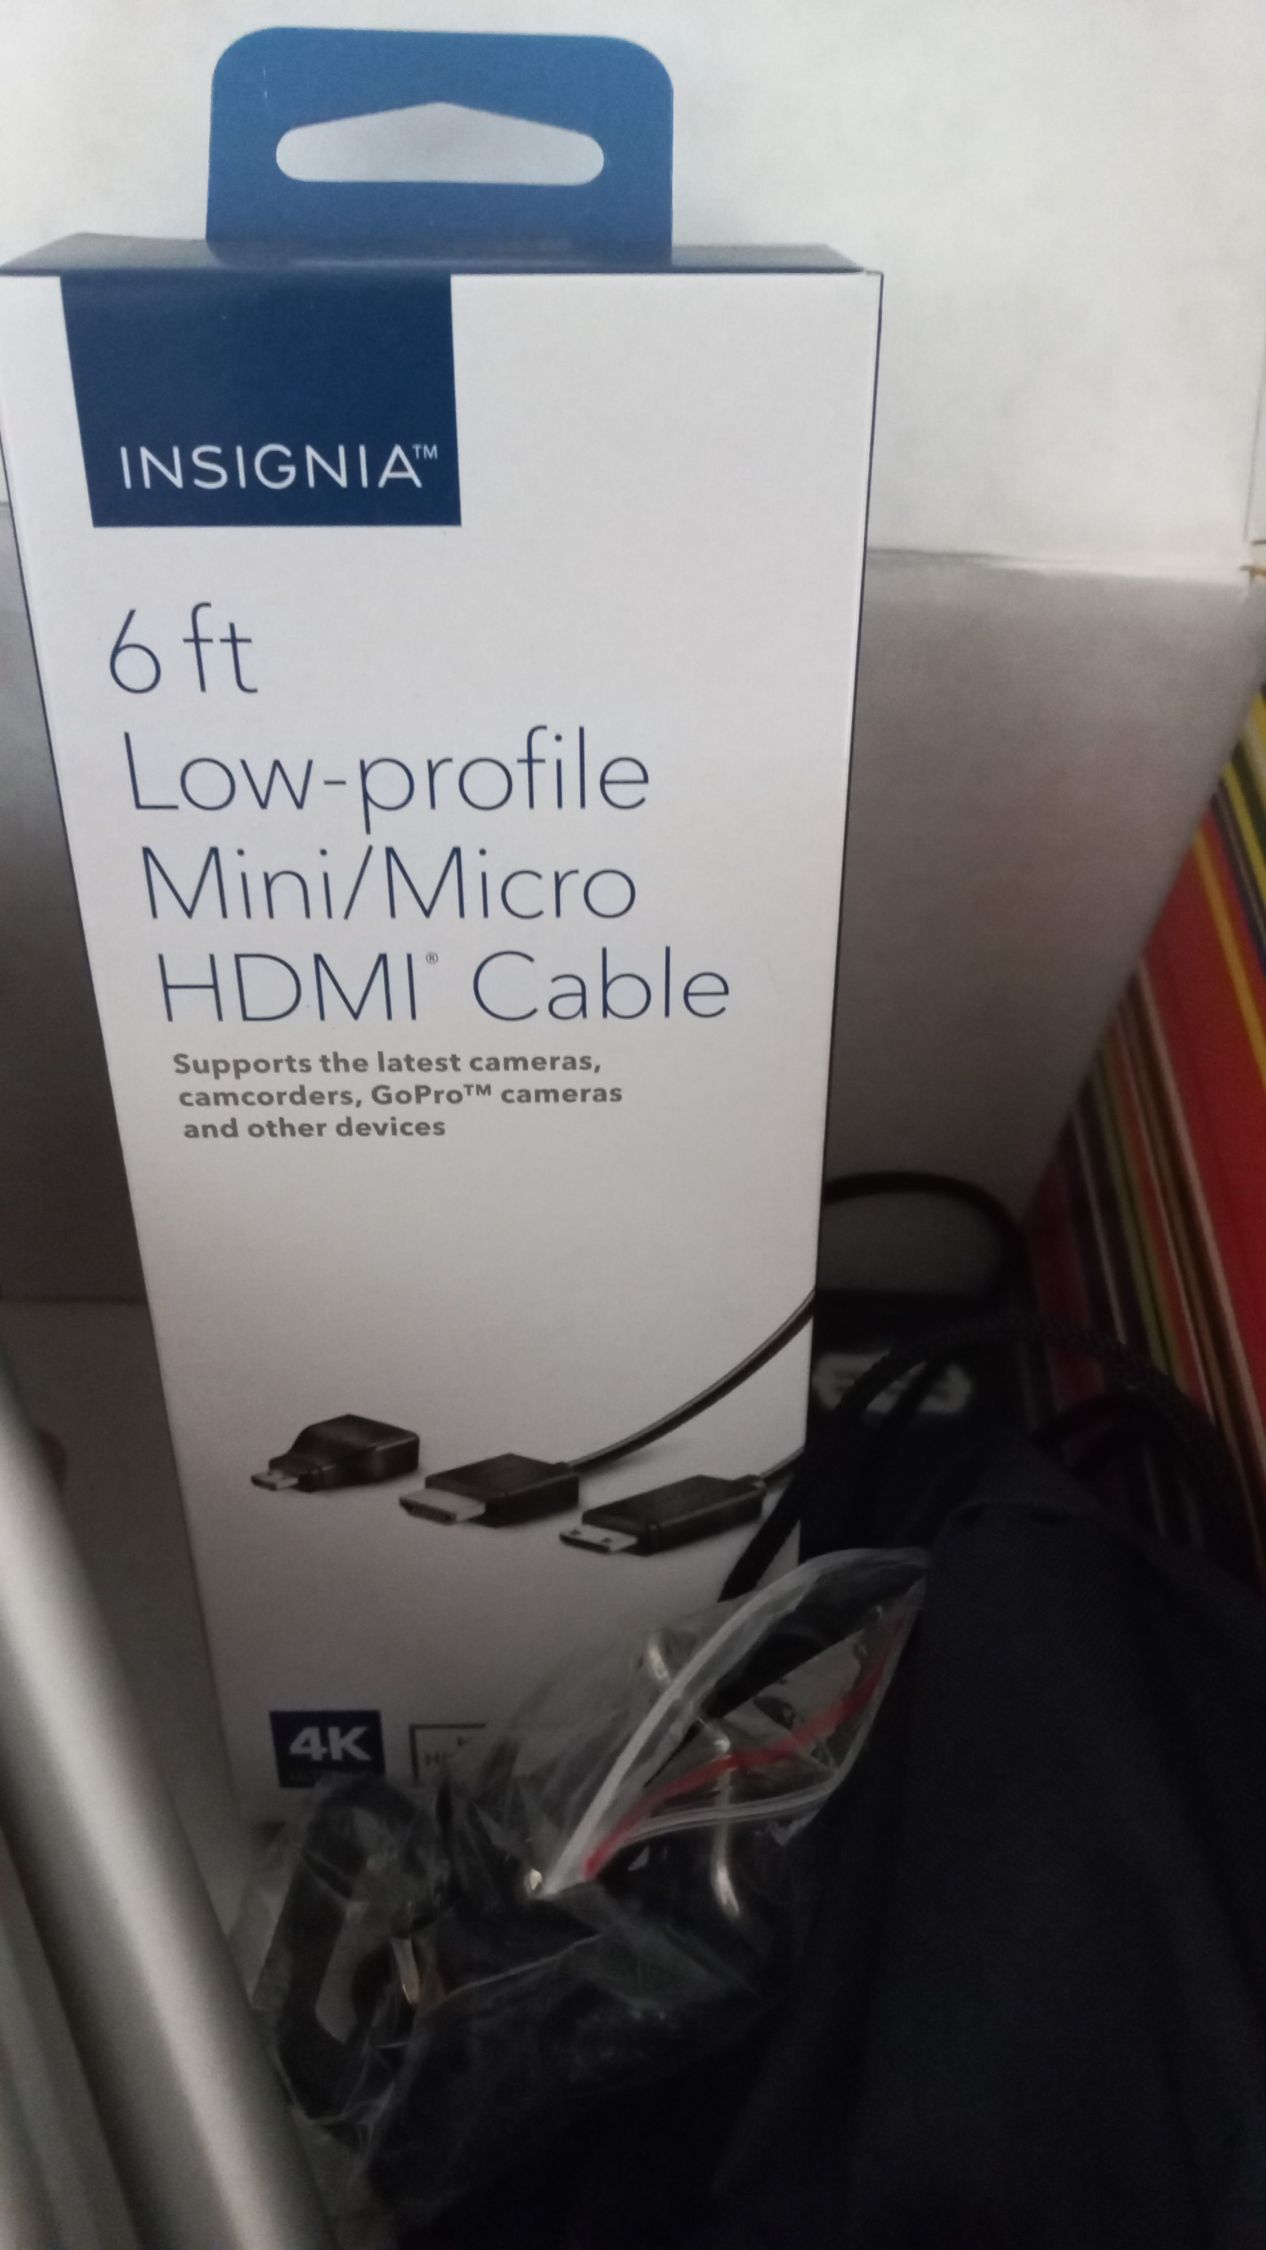 INSIGNIA™
6 ft
Low-profile
Mini/Micro
HDMI® Cable
Supports the latest cameras,
camcorders, GoPro™ cameras
and other devices
4K